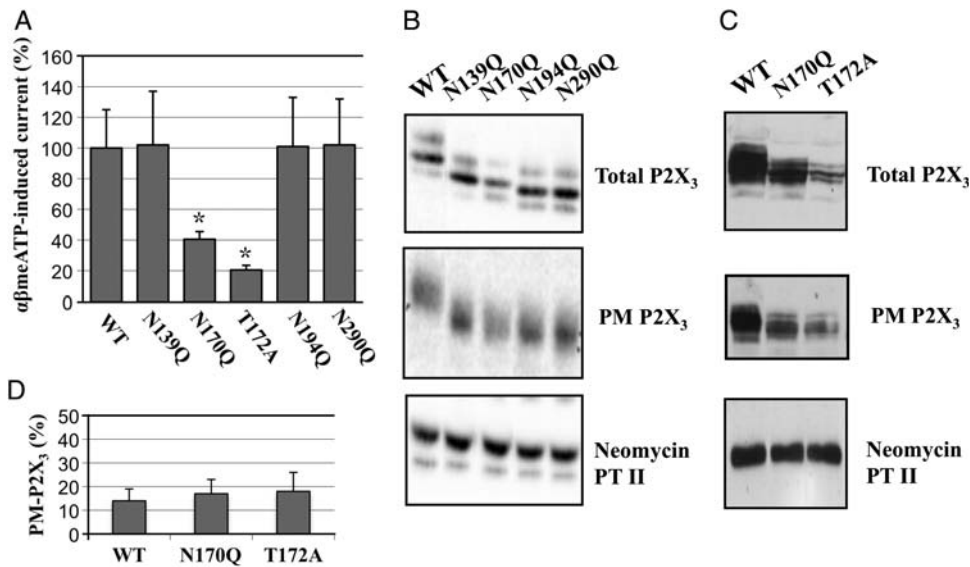 A
αβmeATP-induced current (%)
160
140
120
100
80
60
40
20
0
*
*
WT
N139Q
N170Q
T172A
N194Q
N290Q
B
WT
N139Q
N170Q
N194Q
N290Q
Total P2X3
PM P2X3
Neomycin
PT II
C
WT
N170Q
T172A
Total P2X3
PM P2X3
Neomycin
PT II
D
PM-P2X3 (%)
50
40
30
20
10
0
WT
N170Q
T172A